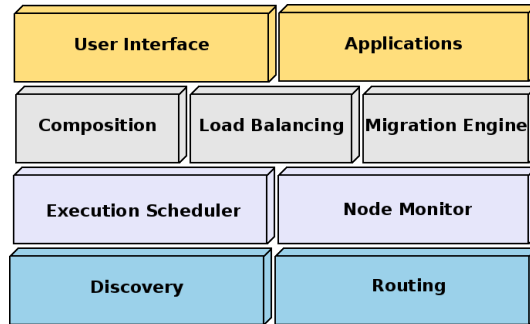 User Interface
Applications
Composition
Load Balancing
Migration Engine
Execution Scheduler
Node Monitor
Discovery
Routing